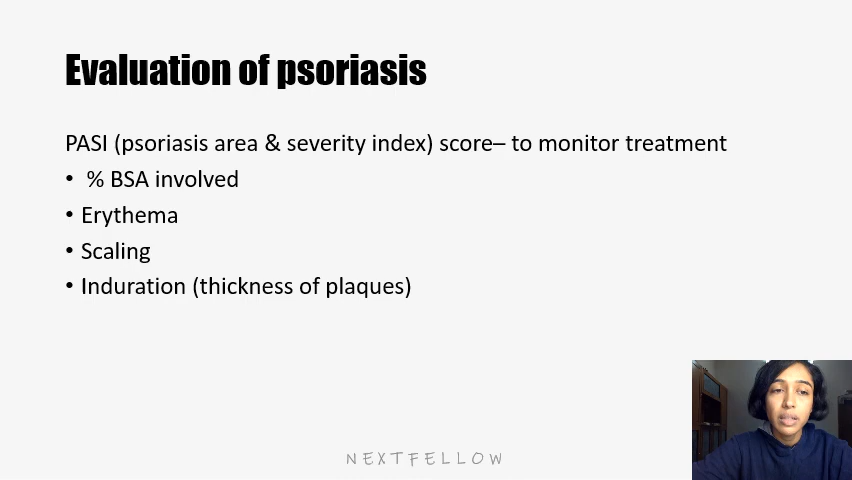 Evaluation of psoriasis
PASI (psoriasis area & severity index) score– to monitor treatment
• % BSA involved
• Erythema
• Scaling
• Induration (thickness of plaques)
NEXTFELLOW